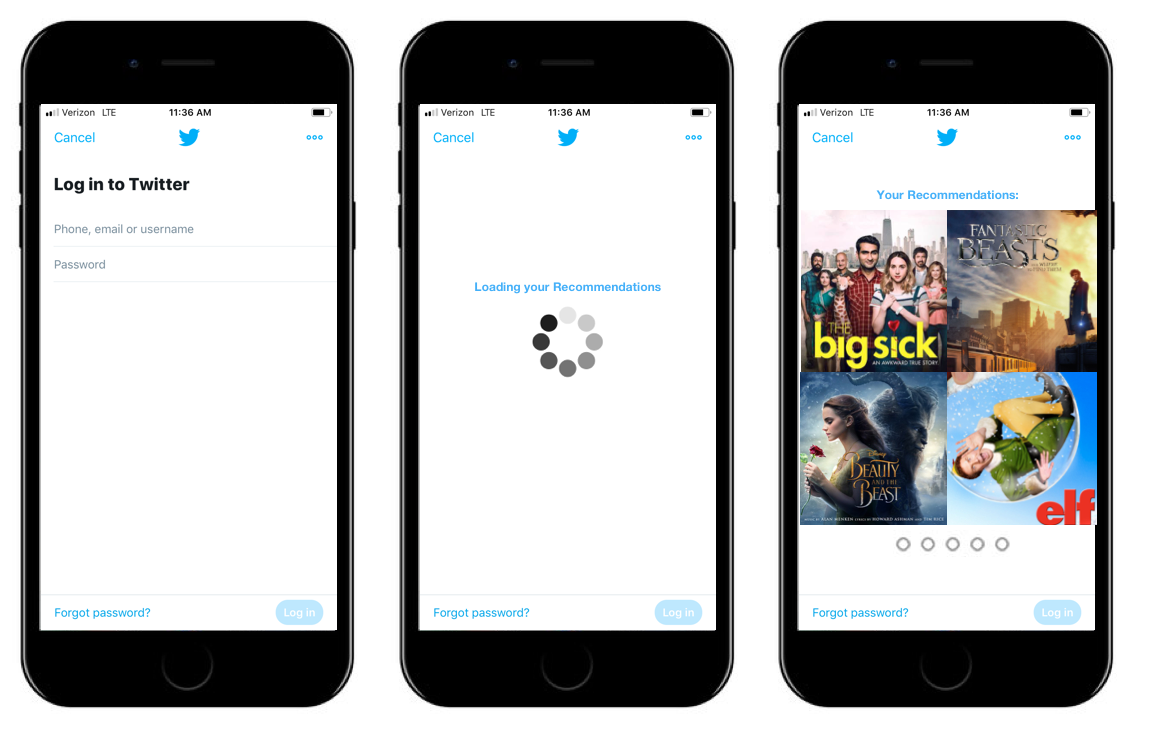 Verizon LTE 11:36 AM
Cancel
Log in to Twitter
Phone, email or username
Password
Forgot password? Log in
Verizon LTE 11:36 AM
Cancel
Loading your Recommendations
Forgot password? Log in
Verizon LTE 11:36 AM
Cancel
Your Recommendations:
THE
big sick
AN AWKWARD TRUE STORY
FANTASTIC
BEASTS
AND WHERE
TO FIND THEM
Disney
BEAUTY
AND THE
BEAST
MUSIC BY ALAN MENKEN LYRICS BY HOWARD ASHMAN AND TIM RICE
elf
Forgot password? Log in